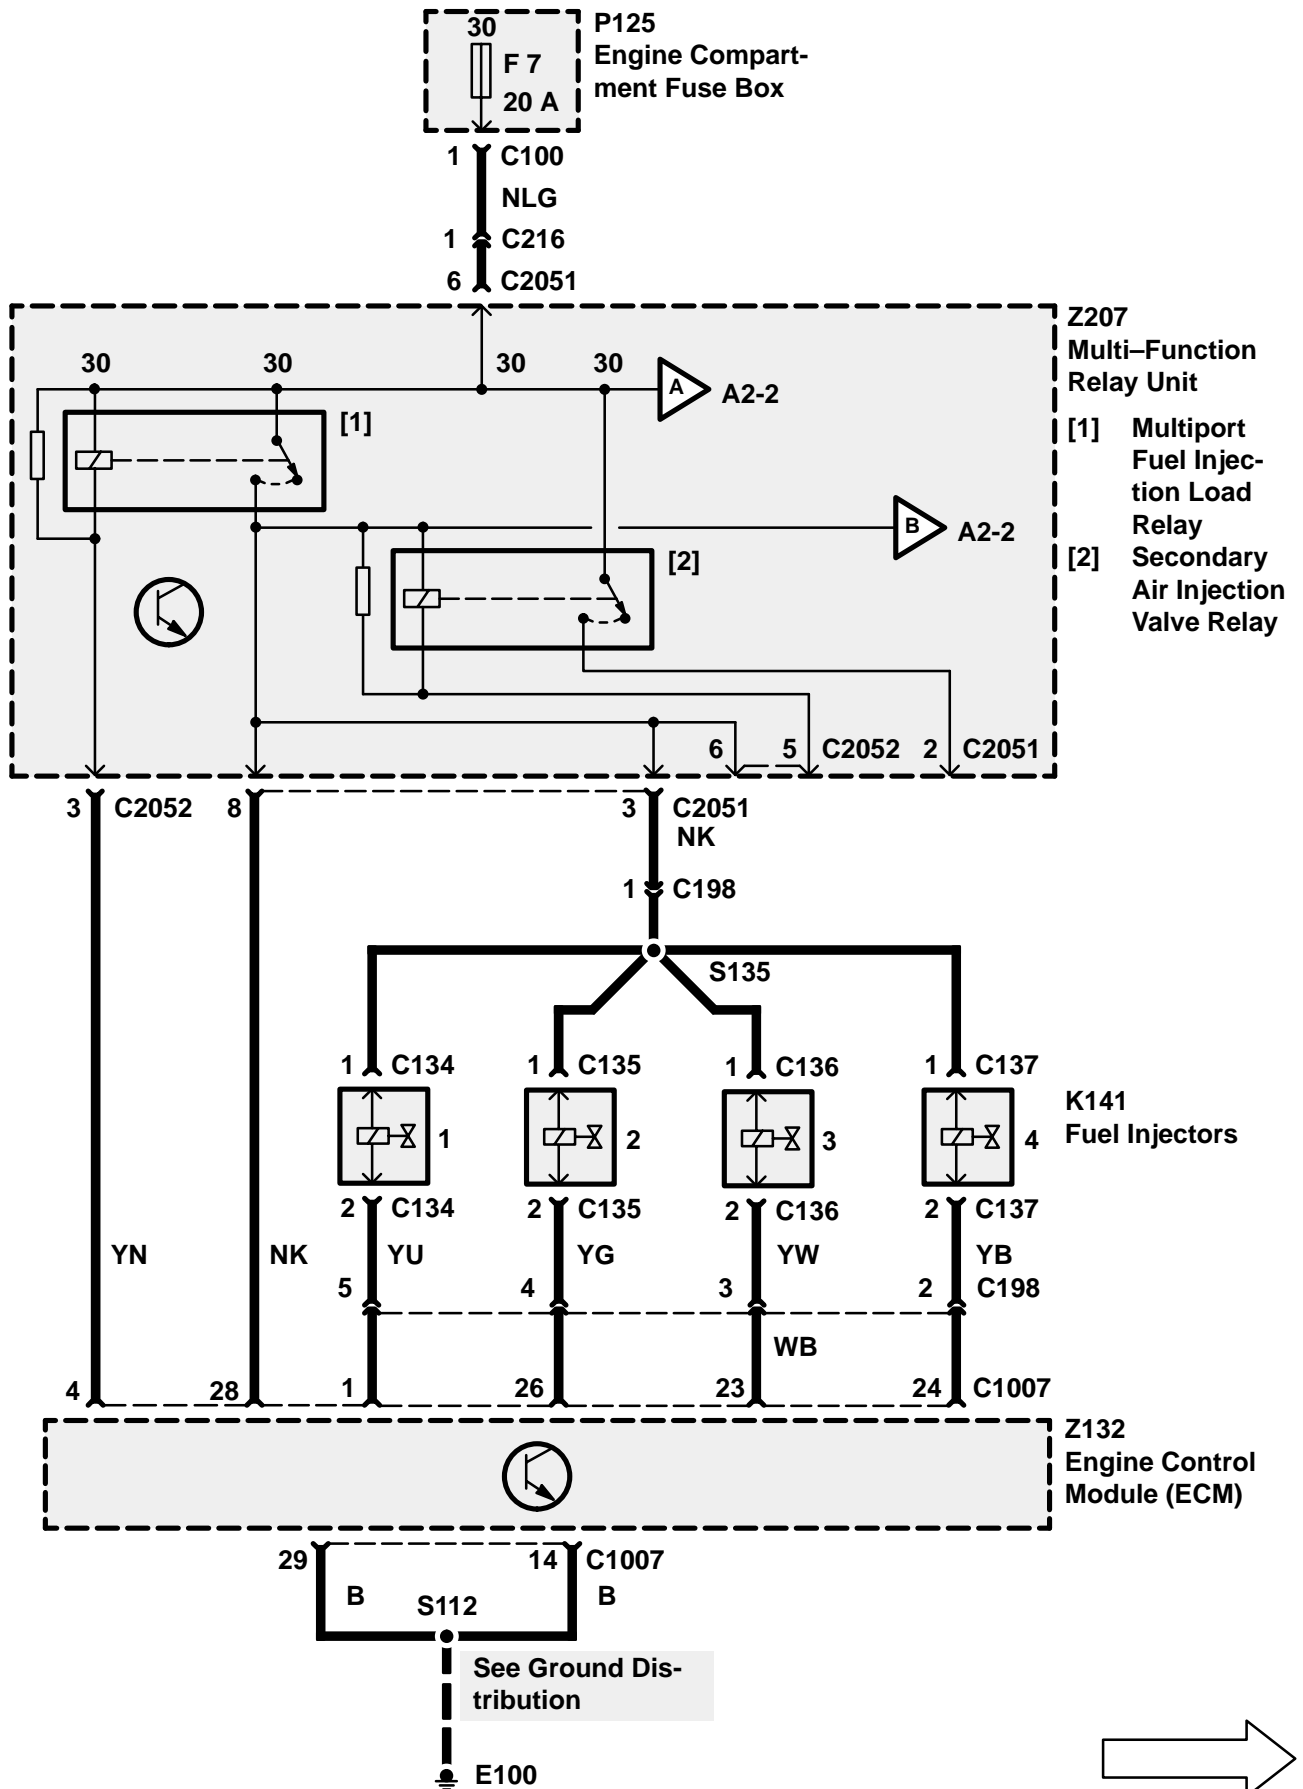 30
F 7
20 A
P125
Engine Compart-
ment Fuse Box
1 C100
NLG
1 C216
6 C2051
Z207
Multi–Function
Relay Unit
[1] Multiport
Fuel Injec-
tion Load
Relay
[2] Secondary
Air Injection
Valve Relay
30 30 30 30
A A2-2
[1]
B A2-2
[2]
6 5 C2052 2 C2051
3 C2052 8 3 C2051
NK
1 C198
S135
1 C134 1 C135 1 C136 1 C137
K141
Fuel Injectors
1 2 3 4
2 C134 2 C135 2 C136 2 C137
YN NK YU YG YW YB
5 4 3 2 C198
WB
4 28 1 26 23 24 C1007
Z132
Engine Control
Module (ECM)
29 14 C1007
B S112 B
See Ground Dis-
tribution
E100